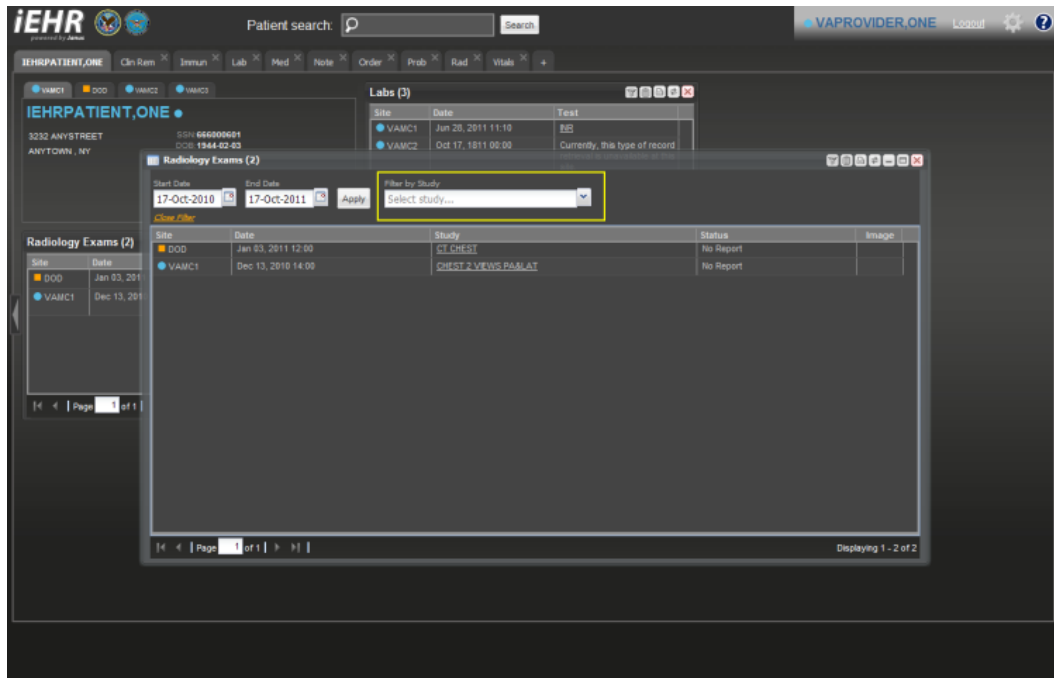 iEHR Patient search: Search VAPROVIDER,ONE Logout ?
powered by Janus
IEHRPATIENT,ONE Clin Rem Immun Lab Med Note Order Prob Rad Vitals +
VAMC1 DOD VAMC2 VAMC3
IEHRPATIENT,ONE
3232 ANYSTREET SSN:666000601
ANYTOWN , NY DOB:1944-02-03
Labs (3)
Site Date Test
VAMC1 Jun 28, 2011 11:10 INR
VAMC2 Oct 17, 1811 00:00 Currently, this type of record
Radiology Exams (2)
Site Date
DOD Jan 03, 201
VAMC1 Dec 13, 201
Page 1 of 1
Radiology Exams (2)
Start Date End Date Filter by Study
17-Oct-2010 17-Oct-2011 Apply Select study...
Close Filter
Site Date Study Status Image
DOD Jan 03, 2011 12:00 CT CHEST No Report
VAMC1 Dec 13, 2010 14:00 CHEST 2 VIEWS PA&LAT No Report
Page 1 of 1 Displaying 1 - 2 of 2